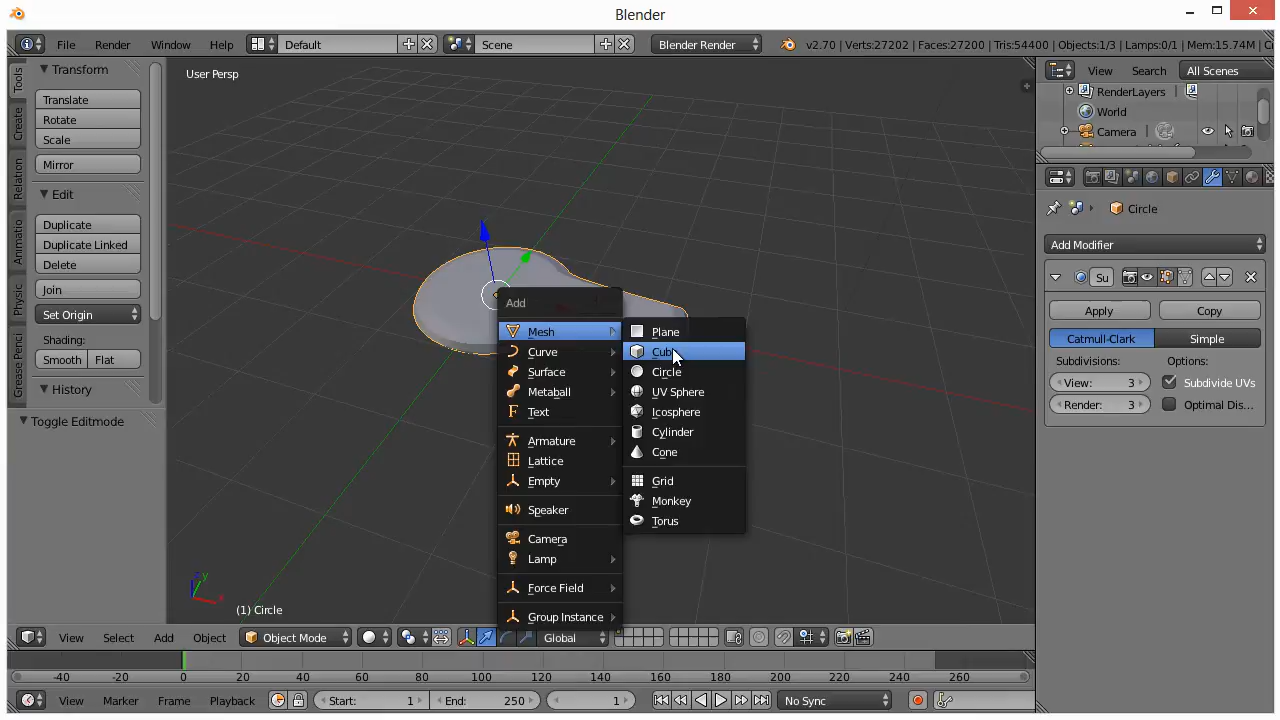 Blender
File Render Window Help Default Scene Blender Render v2.70 | Verts:27202 | Faces:27200 | Tris:54400 | Objects:1/3 | Lamps:0/1 | Mem:15.74M |
Tools
Create
Relation
Animatio
Physic
Grease Penci
Transform
Translate
Rotate
Scale
Mirror
Edit
Duplicate
Duplicate Linked
Delete
Join
Set Origin
Shading:
Smooth Flat
History
Toggle Editmode
User Persp
Add
Mesh
Curve
Surface
Metaball
Text
Armature
Lattice
Empty
Speaker
Camera
Lamp
Force Field
Group Instance
Plane
Cube
Circle
UV Sphere
Icosphere
Cylinder
Cone
Grid
Monkey
Torus
z y
x
(1) Circle
View Search All Scenes
RenderLayers
World
Camera
Circle
Add Modifier
Su
Apply Copy
Catmull-Clark Simple
Subdivisions: Options:
View: 3 Subdivide UVs
Render: 3 Optimal Dis...
View Select Add Object Object Mode Global
-40 -20 0 20 40 60 80 100 120 140 160 180 200 220 240 260
View Marker Frame Playback Start: 1 End: 250 1 No Sync